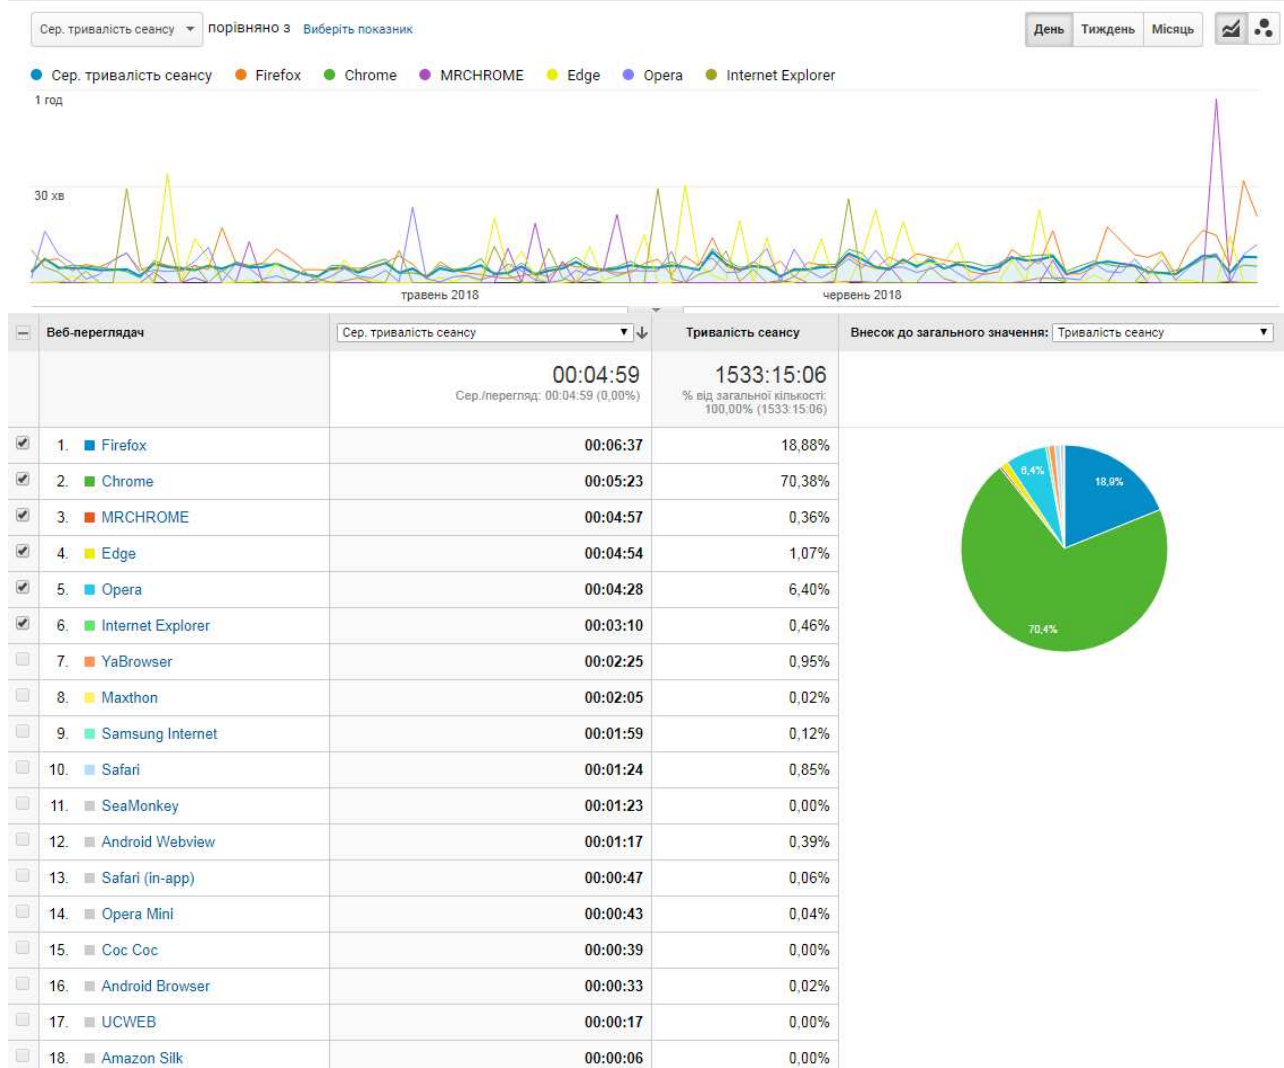 Сер. тривалість сеансу порівняно з Виберіть показник День Тиждень Місяць
Сер. тривалість сеансу Firefox Chrome MRCHROME Edge Opera Internet Explorer
1 год
30 хв
травень 2018 червень 2018
Веб-переглядач Сер. тривалість сеансу Тривалість сеансу Внесок до загального значення: Тривалість сеансу
00:04:59 1533:15:06
Сер./перегляд: 00:04:59 (0,00%) % від загальної кількості:
100,00% (1533:15:06)
1. Firefox 00:06:37 18,88%
2. Chrome 00:05:23 70,38%
3. MRCHROME 00:04:57 0,36%
4. Edge 00:04:54 1,07%
5. Opera 00:04:28 6,40%
6. Internet Explorer 00:03:10 0,46%
7. YaBrowser 00:02:25 0,95%
8. Maxthon 00:02:05 0,02%
9. Samsung Internet 00:01:59 0,12%
10. Safari 00:01:24 0,85%
11. SeaMonkey 00:01:23 0,00%
12. Android Webview 00:01:17 0,39%
13. Safari (in-app) 00:00:47 0,06%
14. Opera Mini 00:00:43 0,04%
15. Coc Coc 00:00:39 0,00%
16. Android Browser 00:00:33 0,02%
17. UCWEB 00:00:17 0,00%
18. Amazon Silk 00:00:06 0,00%
6,4%
18,9%
70,4%